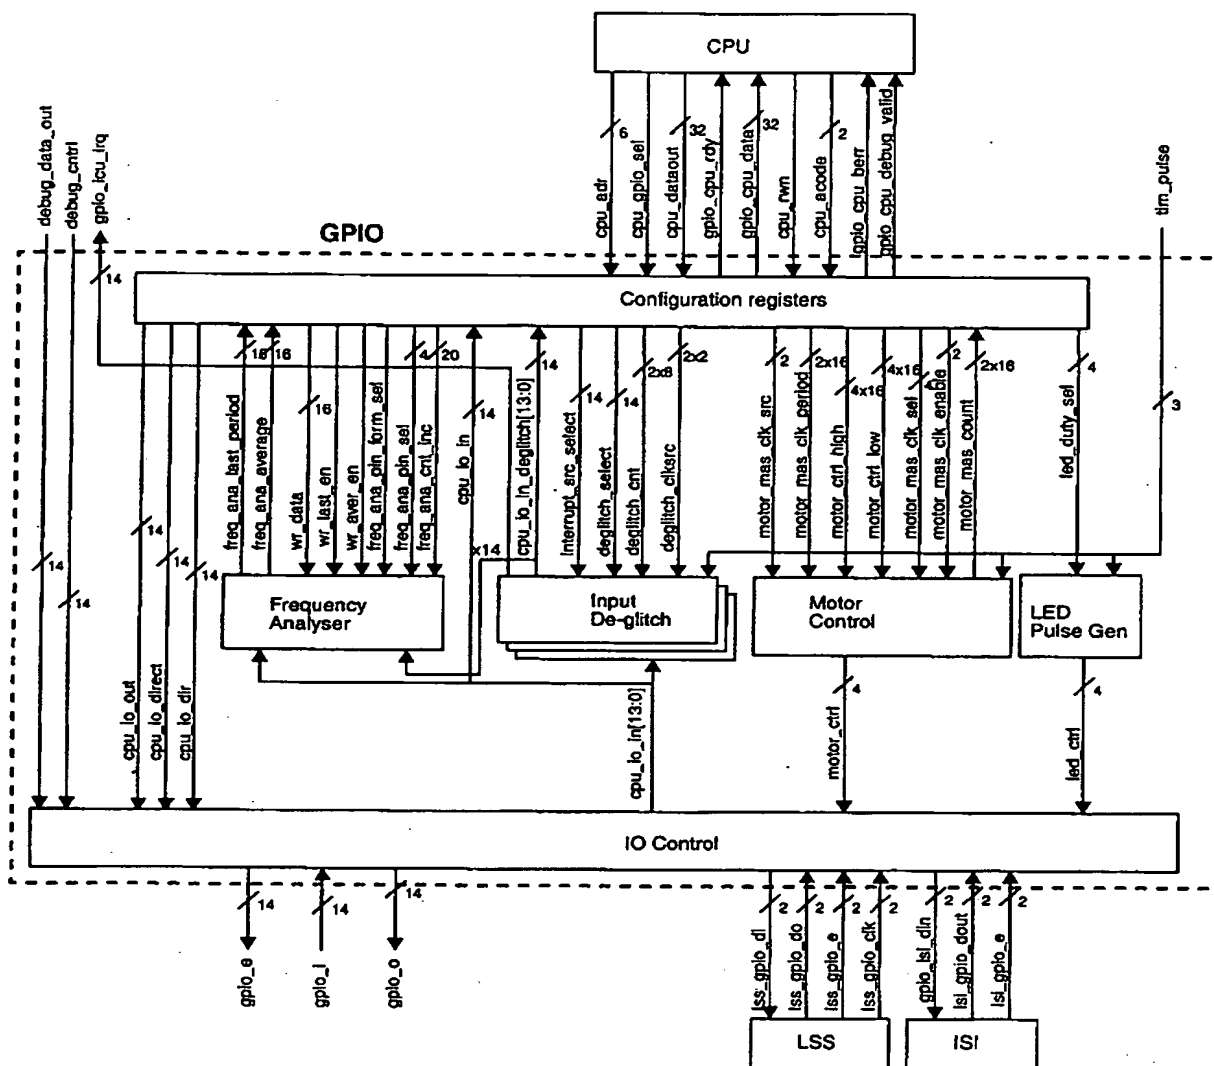 CPU
6
32
32
2
cpu_adr
cpu_gpio_sel
cpu_dataout
gpio_cpu_rdy
gpio_cpu_data
cpu_rwn
cpu_acode
gpio_cpu_berr
gpio_cpu_debug_valid
debug_data_out
debug_cntrl
gpio_icu_irq
tim_pulse
GPIO
14
Configuration registers
16
16
4
20
14
2x8
2x2
2
2x16
4x16
4x16
4
2
2x16
4
3
16
14
14
14
freq_ana_last_period
freq_ana_average
wr_data
wr_last_en
wr_aver_en
freq_ana_pin_form_sel
freq_ana_pin_sel
freq_ana_cnt_inc
cpu_io_in
cpu_io_in_deglitch[13:0]
interrupt_src_select
deglitch_select
deglitch_cnt
deglitch_clksrc
motor_mas_clk_src
motor_mas_clk_period
motor_ctrl_high
motor_ctrl_low
motor_mas_clk_sel
motor_mas_clk_enable
motor_mas_count
led_duty_sel
14
14
14
14
14
x14
Frequency
Analyser
Input
De-glitch
Motor
Control
LED
Pulse Gen
cpu_io_out
cpu_io_direct
cpu_io_dir
cpu_io_in[13:0]
4
motor_ctrl
4
led_ctrl
IO Control
14
14
14
2
2
2
2
2
2
2
gpio_e
gpio_i
gpio_o
lss_gpio_di
lss_gpio_do
lss_gpio_e
lss_gpio_clk
gpio_isi_din
isi_gpio_dout
isi_gpio_e
LSS
ISI